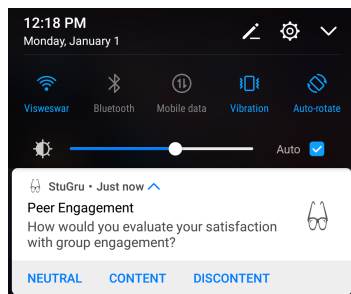 12:18 PM
Monday, January 1
Visweswar Bluetooth Mobile data Vibration Auto-rotate
Auto
StuGru • Just now
Peer Engagement
How would you evaluate your satisfaction
with group engagement?
NEUTRAL CONTENT DISCONTENT